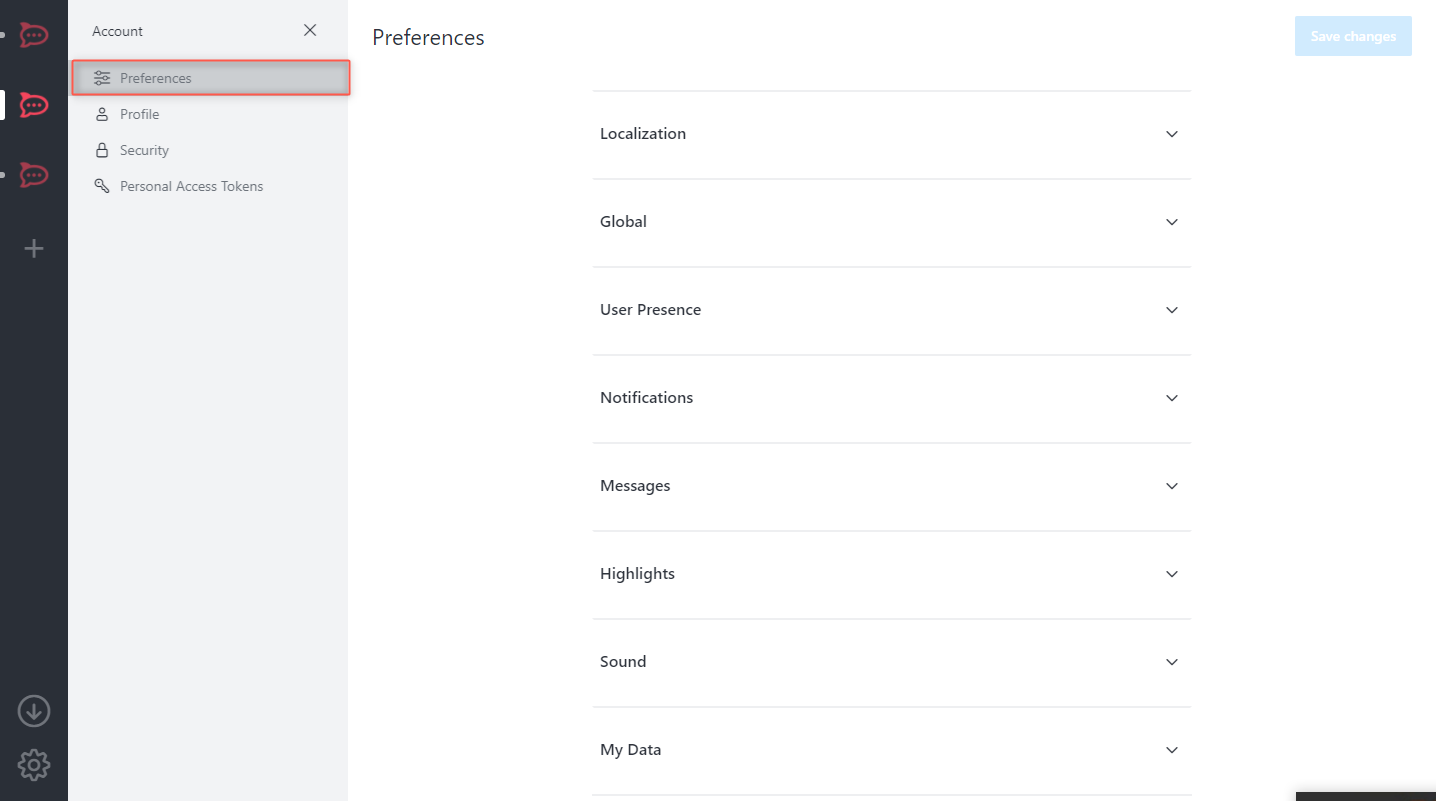 Account
Preferences
Profile
Security
Personal Access Tokens
Preferences
Save changes
Localization
Global
User Presence
Notifications
Messages
Highlights
Sound
My Data